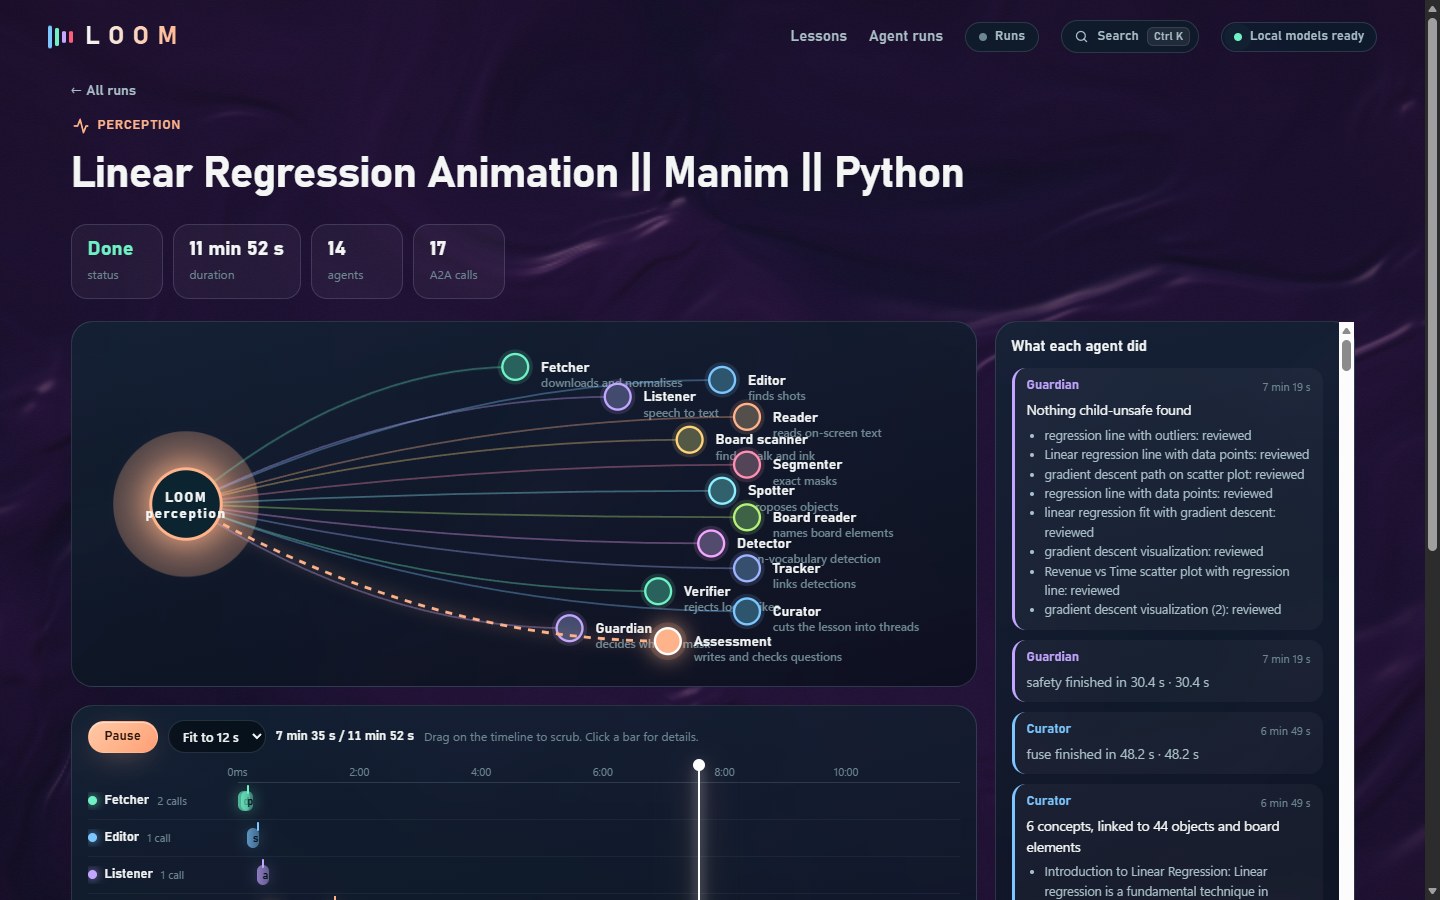 LOOM
Lessons
Agent runs
Runs
Search
Ctrl K
Local models ready
← All runs
PERCEPTION
Linear Regression Animation || Manim || Python
Done
status
11 min 52 s
duration
14
agents
17
A2A calls
LOOM
perception
Fetcher
downloads and normalises
Editor
finds shots
Listener
speech to text
Reader
reads on-screen text
Board scanner
Segmenter
exact masks
Spotter
Board reader
names board elements
Detector
Tracker
links detections
Verifier
Curator
cuts the lesson into threads
Guardian
Assessment
writes and checks questions
Pause
Fit to 12 s
7 min 35 s / 11 min 52 s
Drag on the timeline to scrub. Click a bar for details.
0ms
2:00
4:00
6:00
8:00
10:00
Fetcher 2 calls
Editor 1 call
s
Listener 1 call
a
What each agent did
Guardian
7 min 19 s
Nothing child-unsafe found
• regression line with outliers: reviewed
• Linear regression line with data points: reviewed
• gradient descent path on scatter plot: reviewed
• regression line with data points: reviewed
• linear regression fit with gradient descent:
reviewed
• gradient descent visualization: reviewed
• Revenue vs Time scatter plot with regression
line: reviewed
• gradient descent visualization (2): reviewed
Guardian
7 min 19 s
safety finished in 30.4 s · 30.4 s
Curator
6 min 49 s
fuse finished in 48.2 s · 48.2 s
Curator
6 min 49 s
6 concepts, linked to 44 objects and board
elements
• Introduction to Linear Regression: Linear
regression is a fundamental technique in